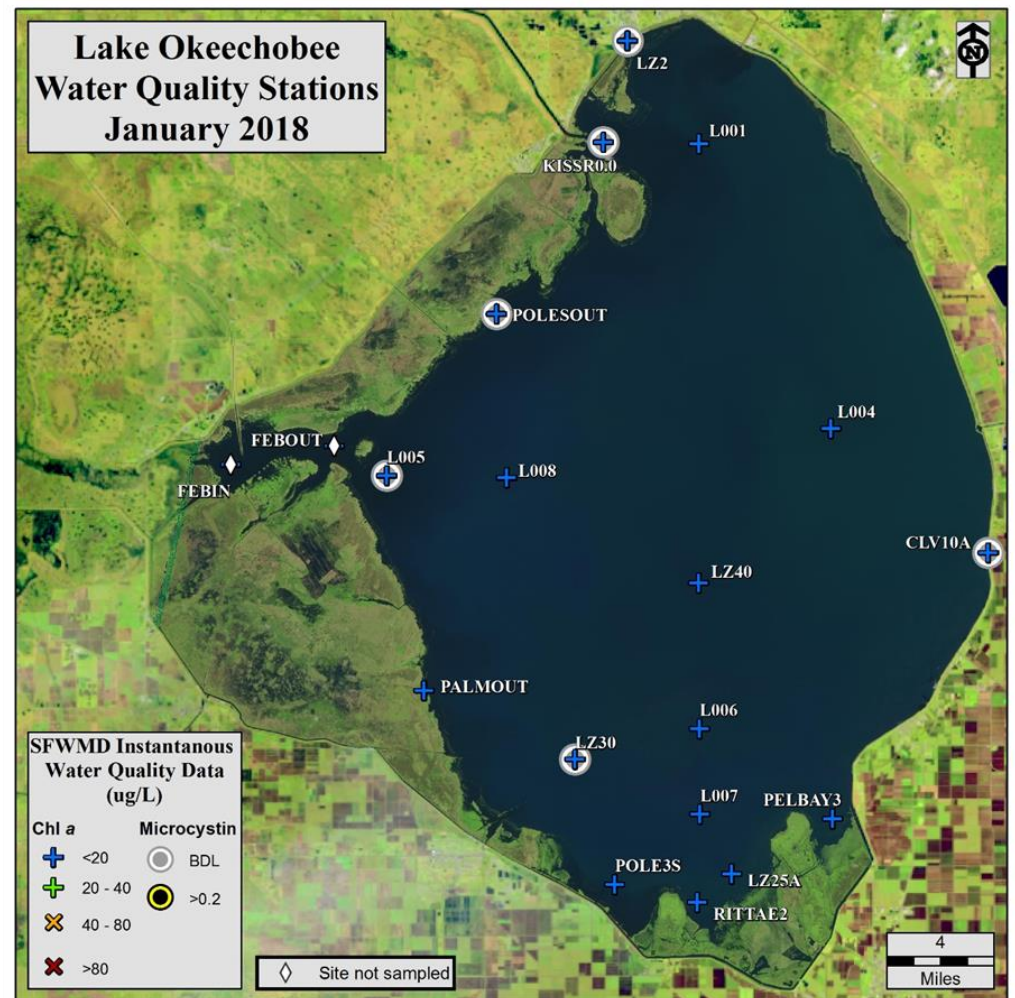 Lake Okeechobee
Water Quality Stations
January 2018
N
LZ2
L001
KISSR0.0
POLESOUT
L004
FEBOUT
L005
L008
FEBIN
CLV10A
LZ40
PALMOUT
L006
LZ30
L007
PELBAY3
POLE3S
LZ25A
RITTAE2
SFWMD Instantanous
Water Quality Data
(ug/L)
Chl a Microcystin
<20 BDL
20 - 40 >0.2
40 - 80
>80
Site not sampled
4
Miles